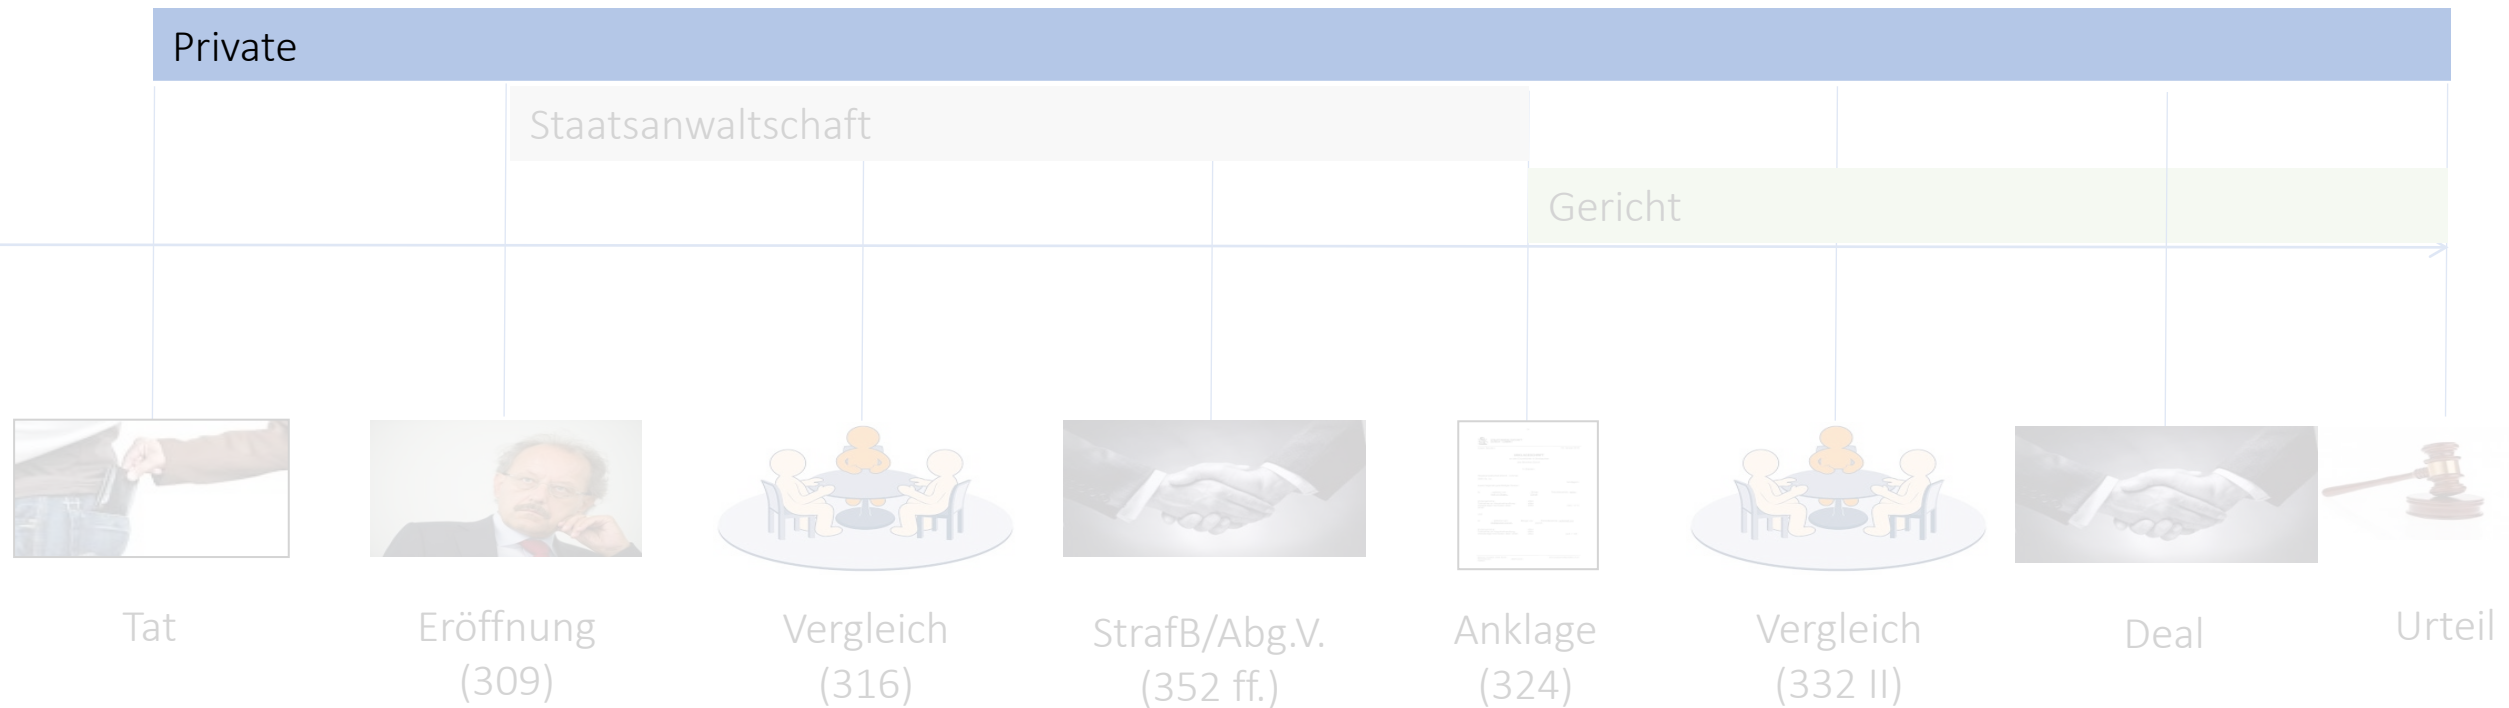 Private
Staatsanwaltschaft
Gericht
Tat
Eröffnung
(309)
Vergleich
(316)
StrafB/Abg.V.
(352 ff.)
Anklage
(324)
Vergleich
(332 II)
Deal
Urteil